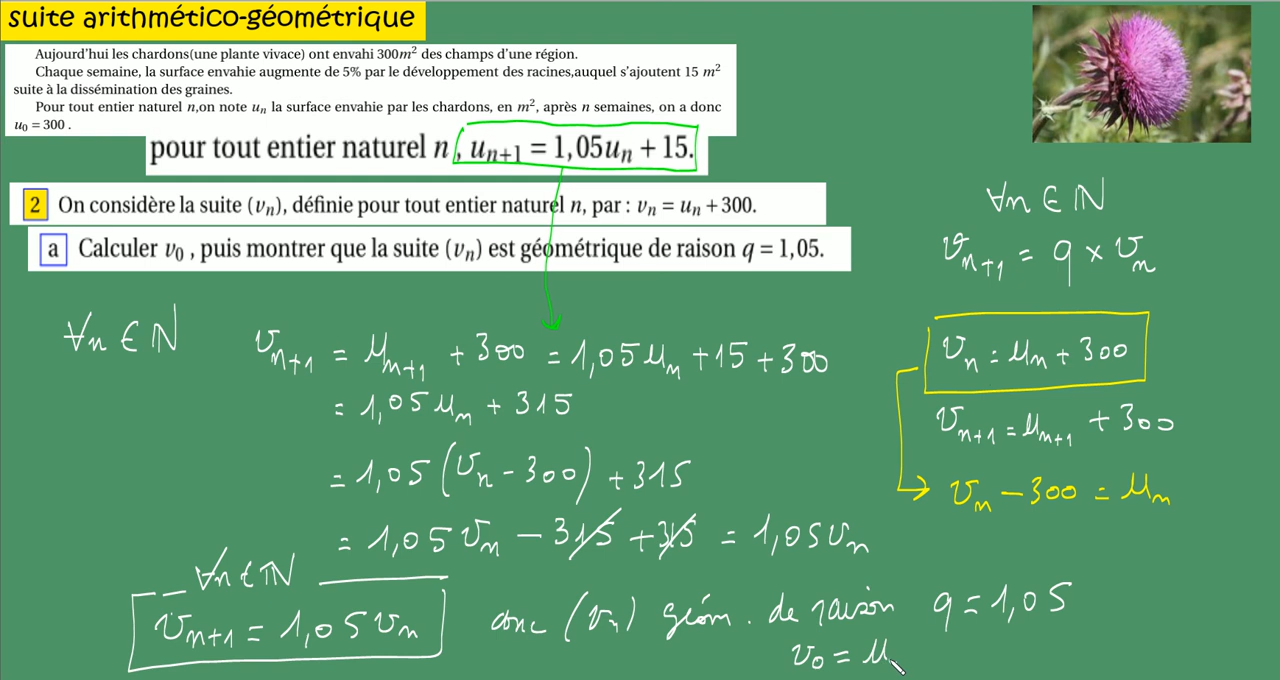 suite arithmético-géométrique
Aujourd'hui les chardons(une plante vivace) ont envahi 300m² des champs d'une région.
Chaque semaine, la surface envahie augmente de 5% par le développement des racines,auquel s'ajoutent 15 m²
suite à la dissémination des graines.
Pour tout entier naturel n,on note uₙ la surface envahie par les chardons, en m², après n semaines, on a donc
u₀ = 300 .
pour tout entier naturel n , uₙ₊₁ = 1,05uₙ + 15.
2 On considère la suite (vₙ), définie pour tout entier naturel n, par : vₙ = uₙ + 300.
a Calculer v₀ , puis montrer que la suite (vₙ) est géométrique de raison q = 1,05.
∀n ∈ ℕ
vₙ₊₁ = q × vₙ
vₙ = uₙ + 300
vₙ₊₁ = uₙ₊₁ + 300
vₙ − 300 = uₙ
∀n ∈ ℕ vₙ₊₁ = uₙ₊₁ + 300 = 1,05uₙ + 15 + 300
= 1,05uₙ + 315
= 1,05(vₙ − 300) + 315
= 1,05vₙ − 315 + 315 = 1,05vₙ
∀n ∈ ℕ
vₙ₊₁ = 1,05vₙ donc (vₙ) géom. de raison q = 1,05
v₀ = u